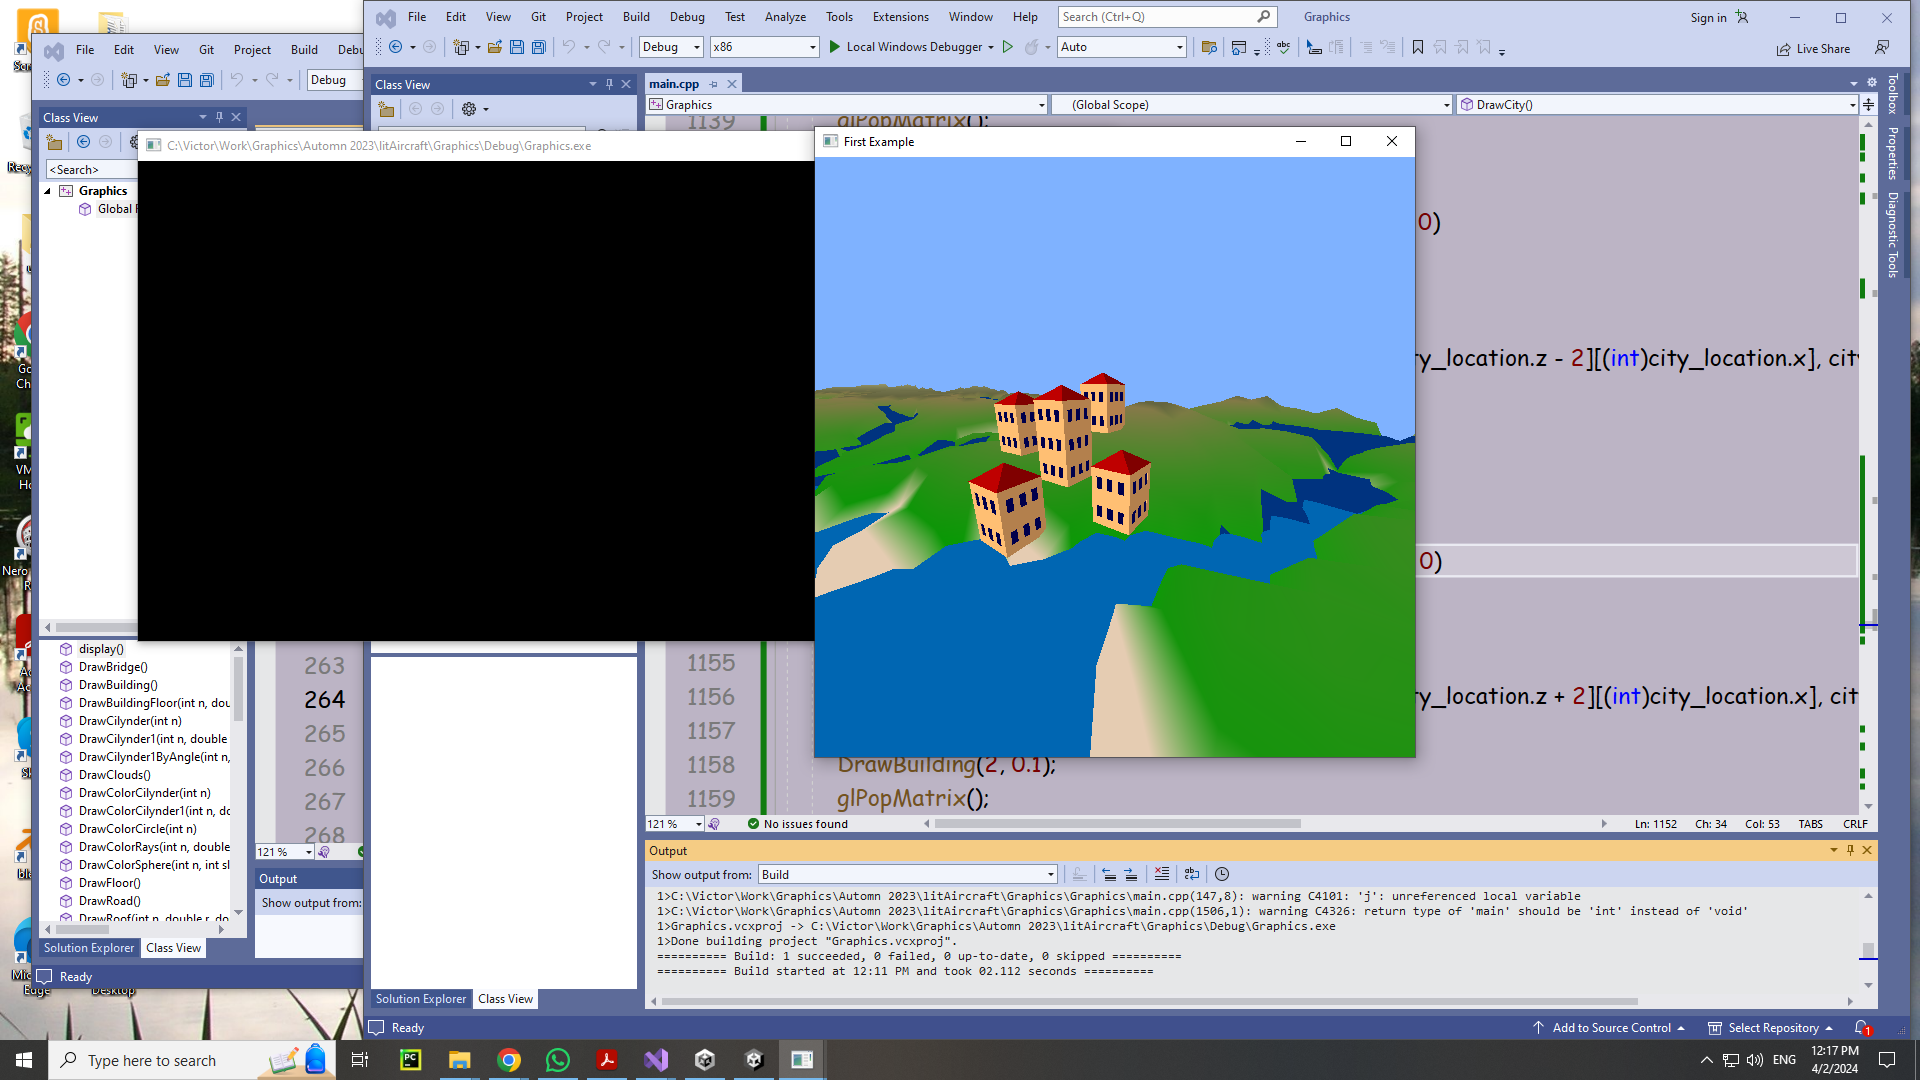 File Edit View Git Project Build Debug Test Analyze Tools Extensions Window Help Search (Ctrl+Q) Graphics Sign in
Debug x86 Local Windows Debugger Auto Live Share
File Edit View Git Project Build
Debug
Class View
<Search>
Graphics
Global
Class View
main.cpp
Graphics (Global Scope) DrawCity()
Toolbox
Properties
Diagnostic Tools
C:\Victor\Work\Graphics\Automn 2023\litAircraft\Graphics\Debug\Graphics.exe
First Example
1139 glPopMatrix();
0)
y_location.z - 2][(int)city_location.x], cit
0)
1155
1156 y_location.z + 2][(int)city_location.x], cit
1157
1158 DrawBuilding(2, 0.1);
1159 glPopMatrix();
121 % No issues found Ln: 1152 Ch: 34 Col: 53 TABS CRLF
display()
DrawBridge()
DrawBuilding()
DrawBuildingFloor(int n, dou
DrawCilynder(int n)
DrawCilynder1(int n, double
DrawCilynder1ByAngle(int n,
DrawClouds()
DrawColorCilynder(int n)
DrawColorCilynder1(int n, do
DrawColorCircle(int n)
DrawColorRays(int n, double
DrawColorSphere(int n, int sl
DrawFloor()
DrawRoad()
DrawRoof(int n, double r, do
263
264
265
266
267
268
121 %
Output
Show output from:
Solution Explorer Class View
Ready
Output
Show output from: Build
1>C:\Victor\Work\Graphics\Automn 2023\litAircraft\Graphics\Graphics\main.cpp(147,8): warning C4101: 'j': unreferenced local variable
1>C:\Victor\Work\Graphics\Automn 2023\litAircraft\Graphics\Graphics\main.cpp(1506,1): warning C4326: return type of 'main' should be 'int' instead of 'void'
1>Graphics.vcxproj -> C:\Victor\Work\Graphics\Automn 2023\litAircraft\Graphics\Debug\Graphics.exe
1>Done building project "Graphics.vcxproj".
========== Build: 1 succeeded, 0 failed, 0 up-to-date, 0 skipped ==========
========== Build started at 12:11 PM and took 02.112 seconds ==========
Solution Explorer Class View
Ready Add to Source Control Select Repository 1
Edge Desktop
Type here to search PC ENG 12:17 PM
4/2/2024